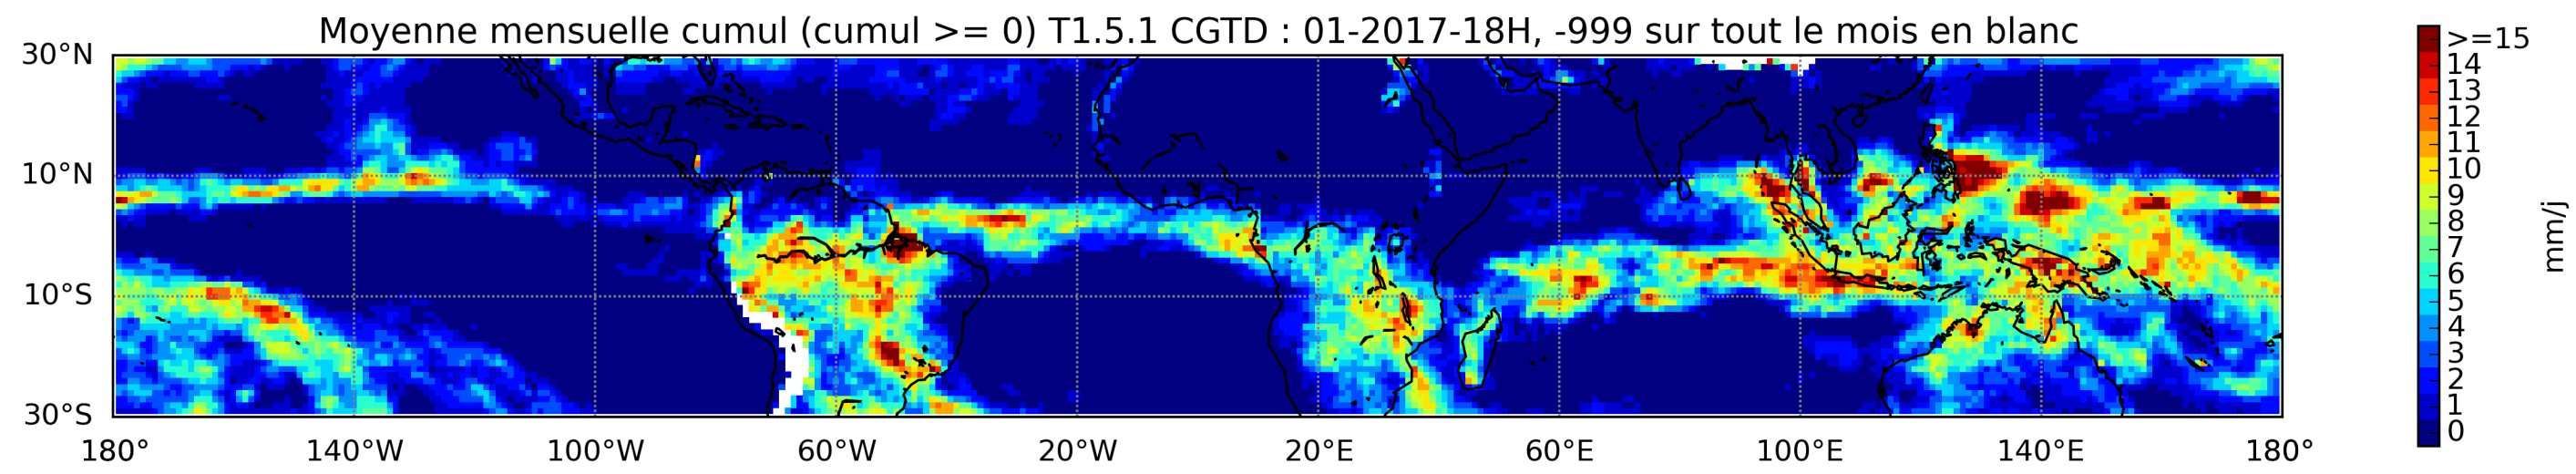 Moyenne mensuelle cumul (cumul >= 0) T1.5.1 CGTD : 01-2017-18H, -999 sur tout le mois en blanc
30°N
10°N
10°S
30°S
180°
140°W
100°W
60°W
20°W
20°E
60°E
100°E
140°E
180°
>=15
14
13
12
11
10
9
8
7
6
5
4
3
2
1
0
mm/j